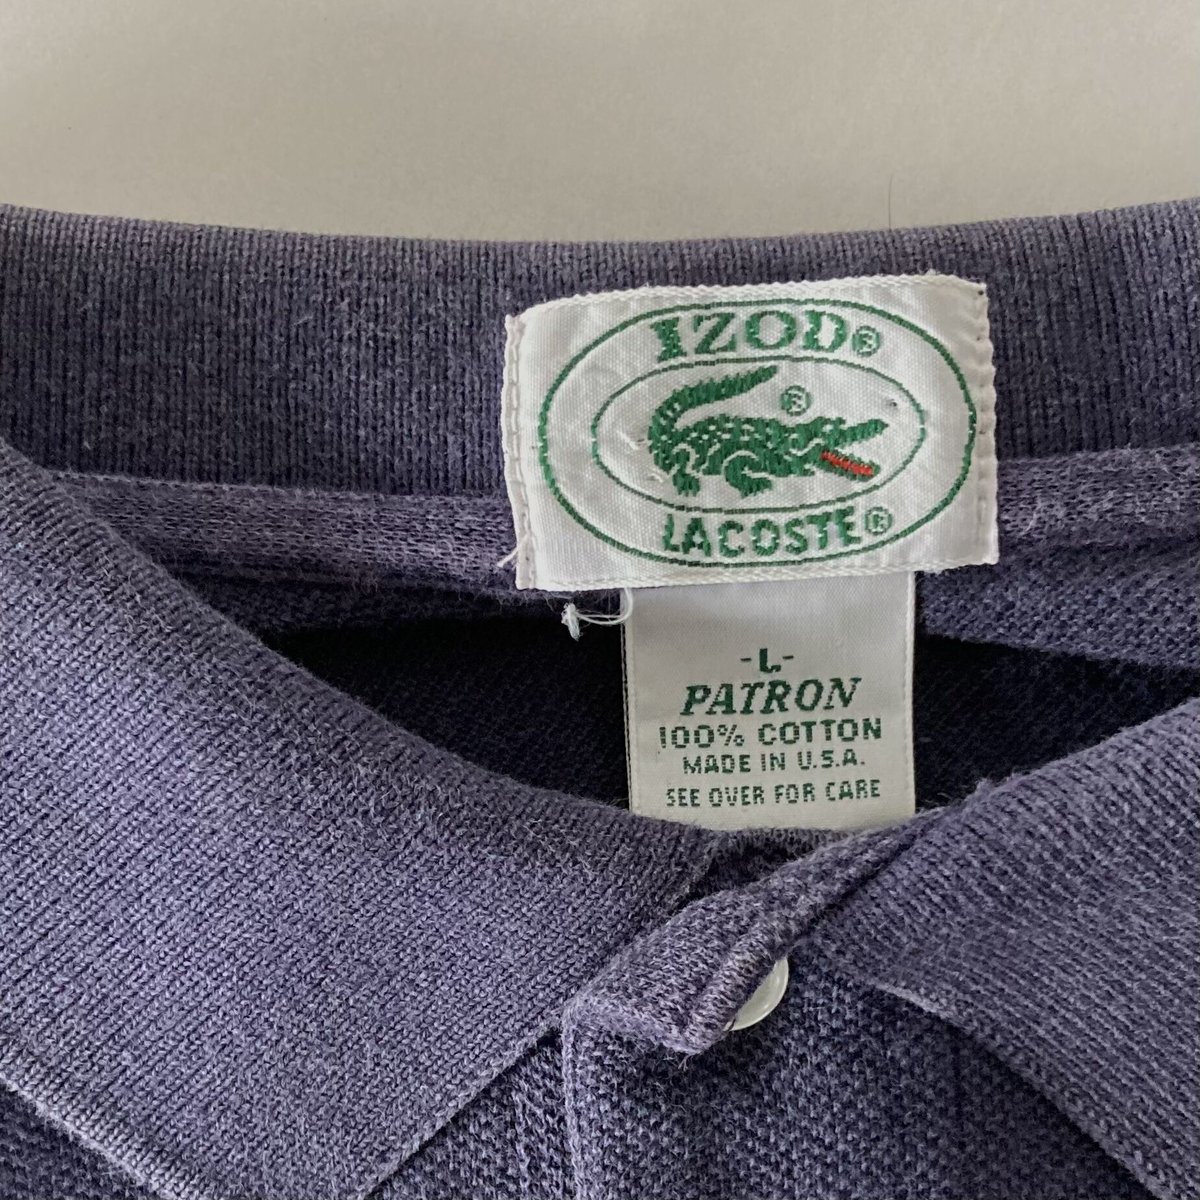 IZOD®
®
LACOSTE®
-L-
PATRON
100% COTTON
MADE IN U.S.A.
SEE OVER FOR CARE